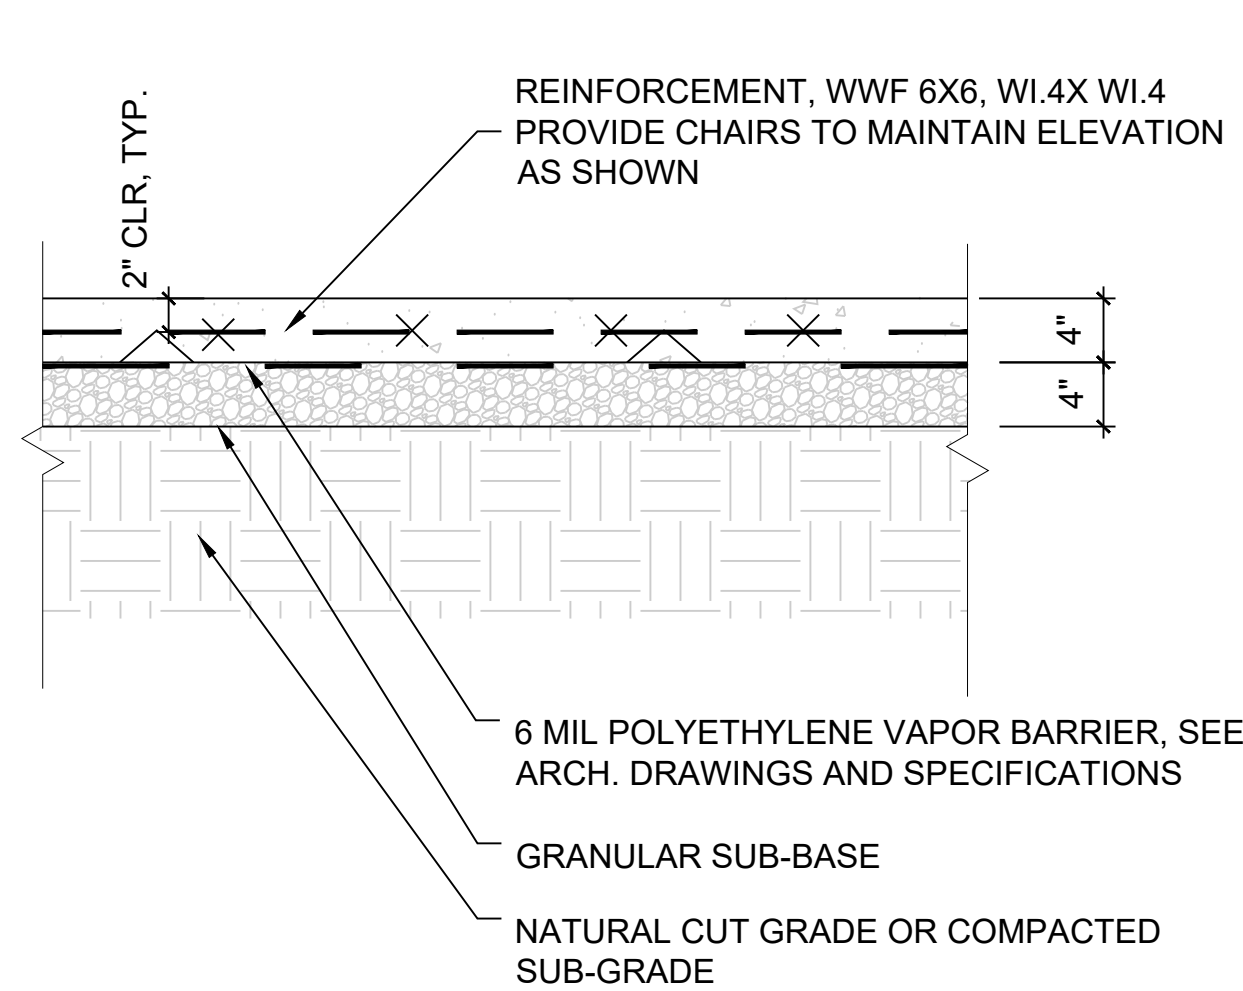 REINFORCEMENT, WWF 6X6, WI.4X WI.4
PROVIDE CHAIRS TO MAINTAIN ELEVATION
AS SHOWN
2" CLR, TYP.
4"
4"
6 MIL POLYETHYLENE VAPOR BARRIER, SEE
ARCH. DRAWINGS AND SPECIFICATIONS
GRANULAR SUB-BASE
NATURAL CUT GRADE OR COMPACTED
SUB-GRADE